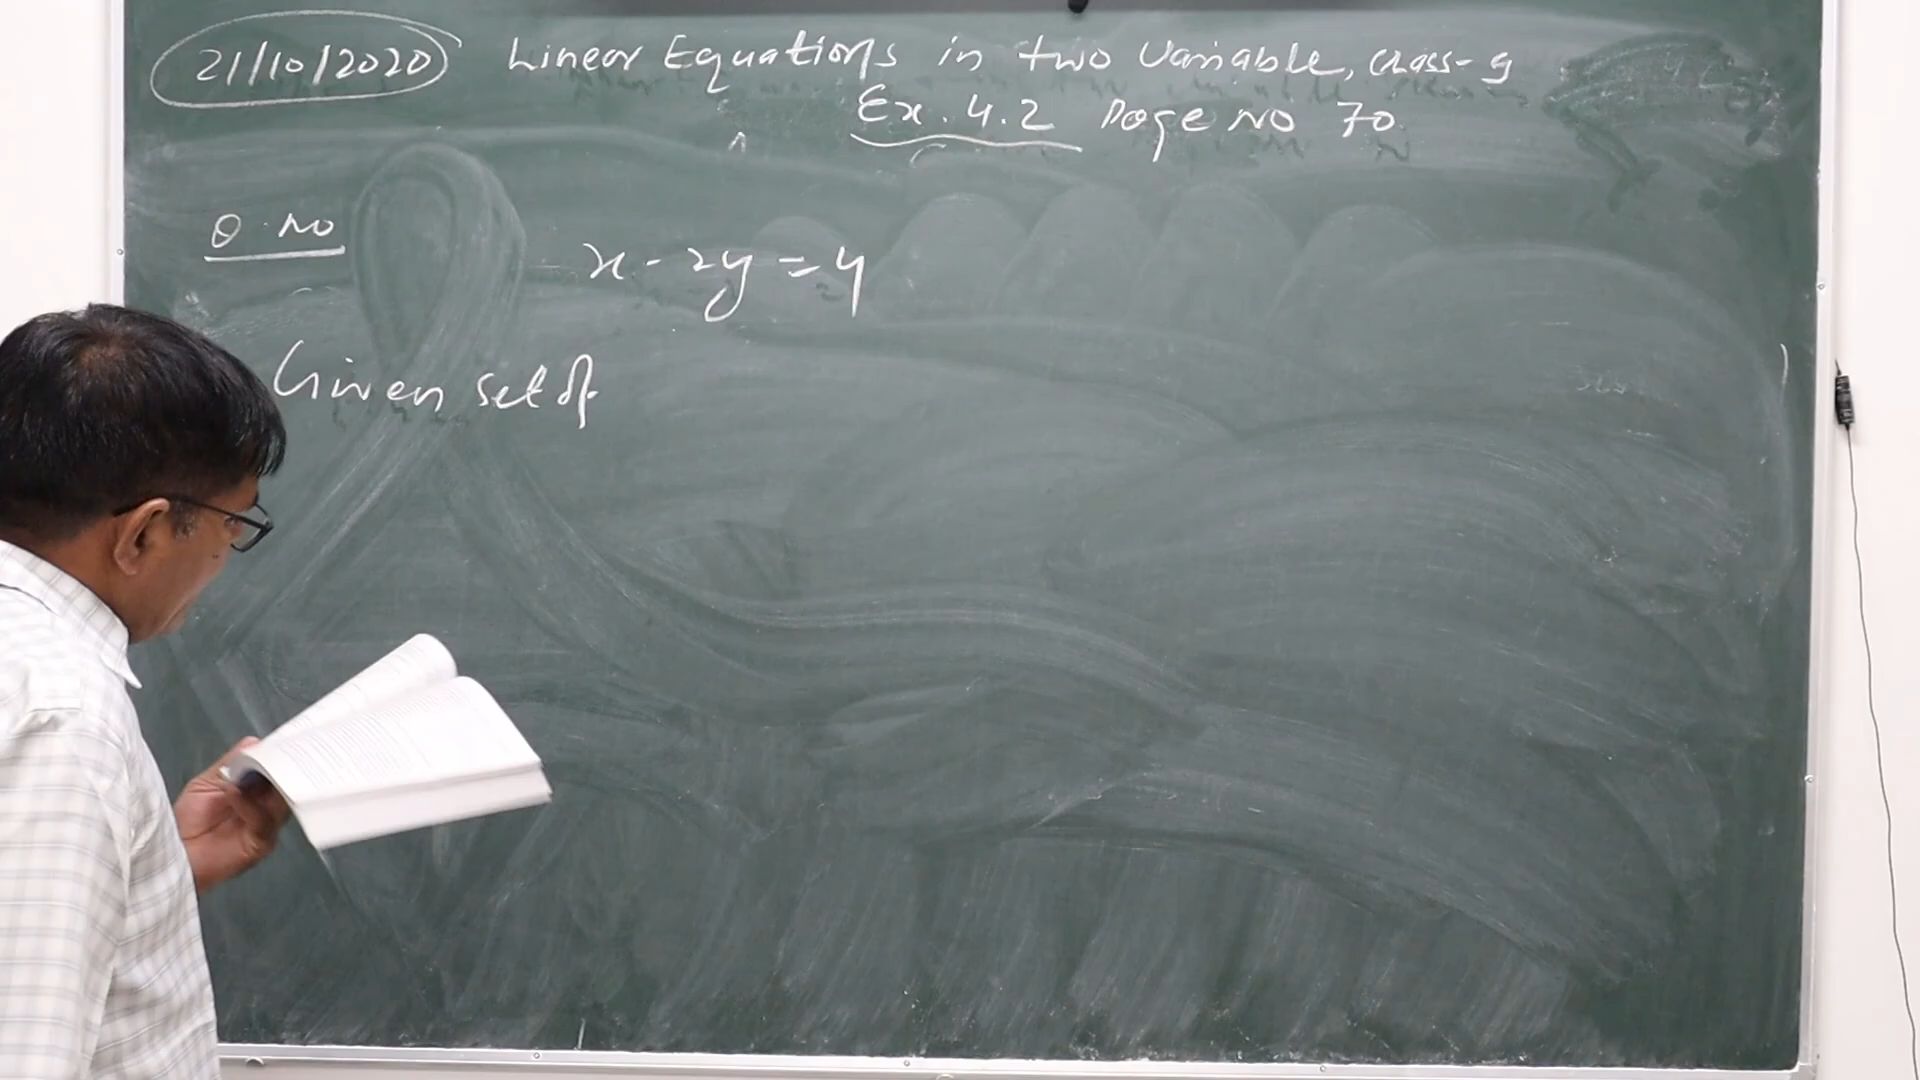 21/10/2020 Linear Equations in two Variable, class-9
Ex. 4.2 Page No 70
Q. No
x - 2y = 4
Given set of